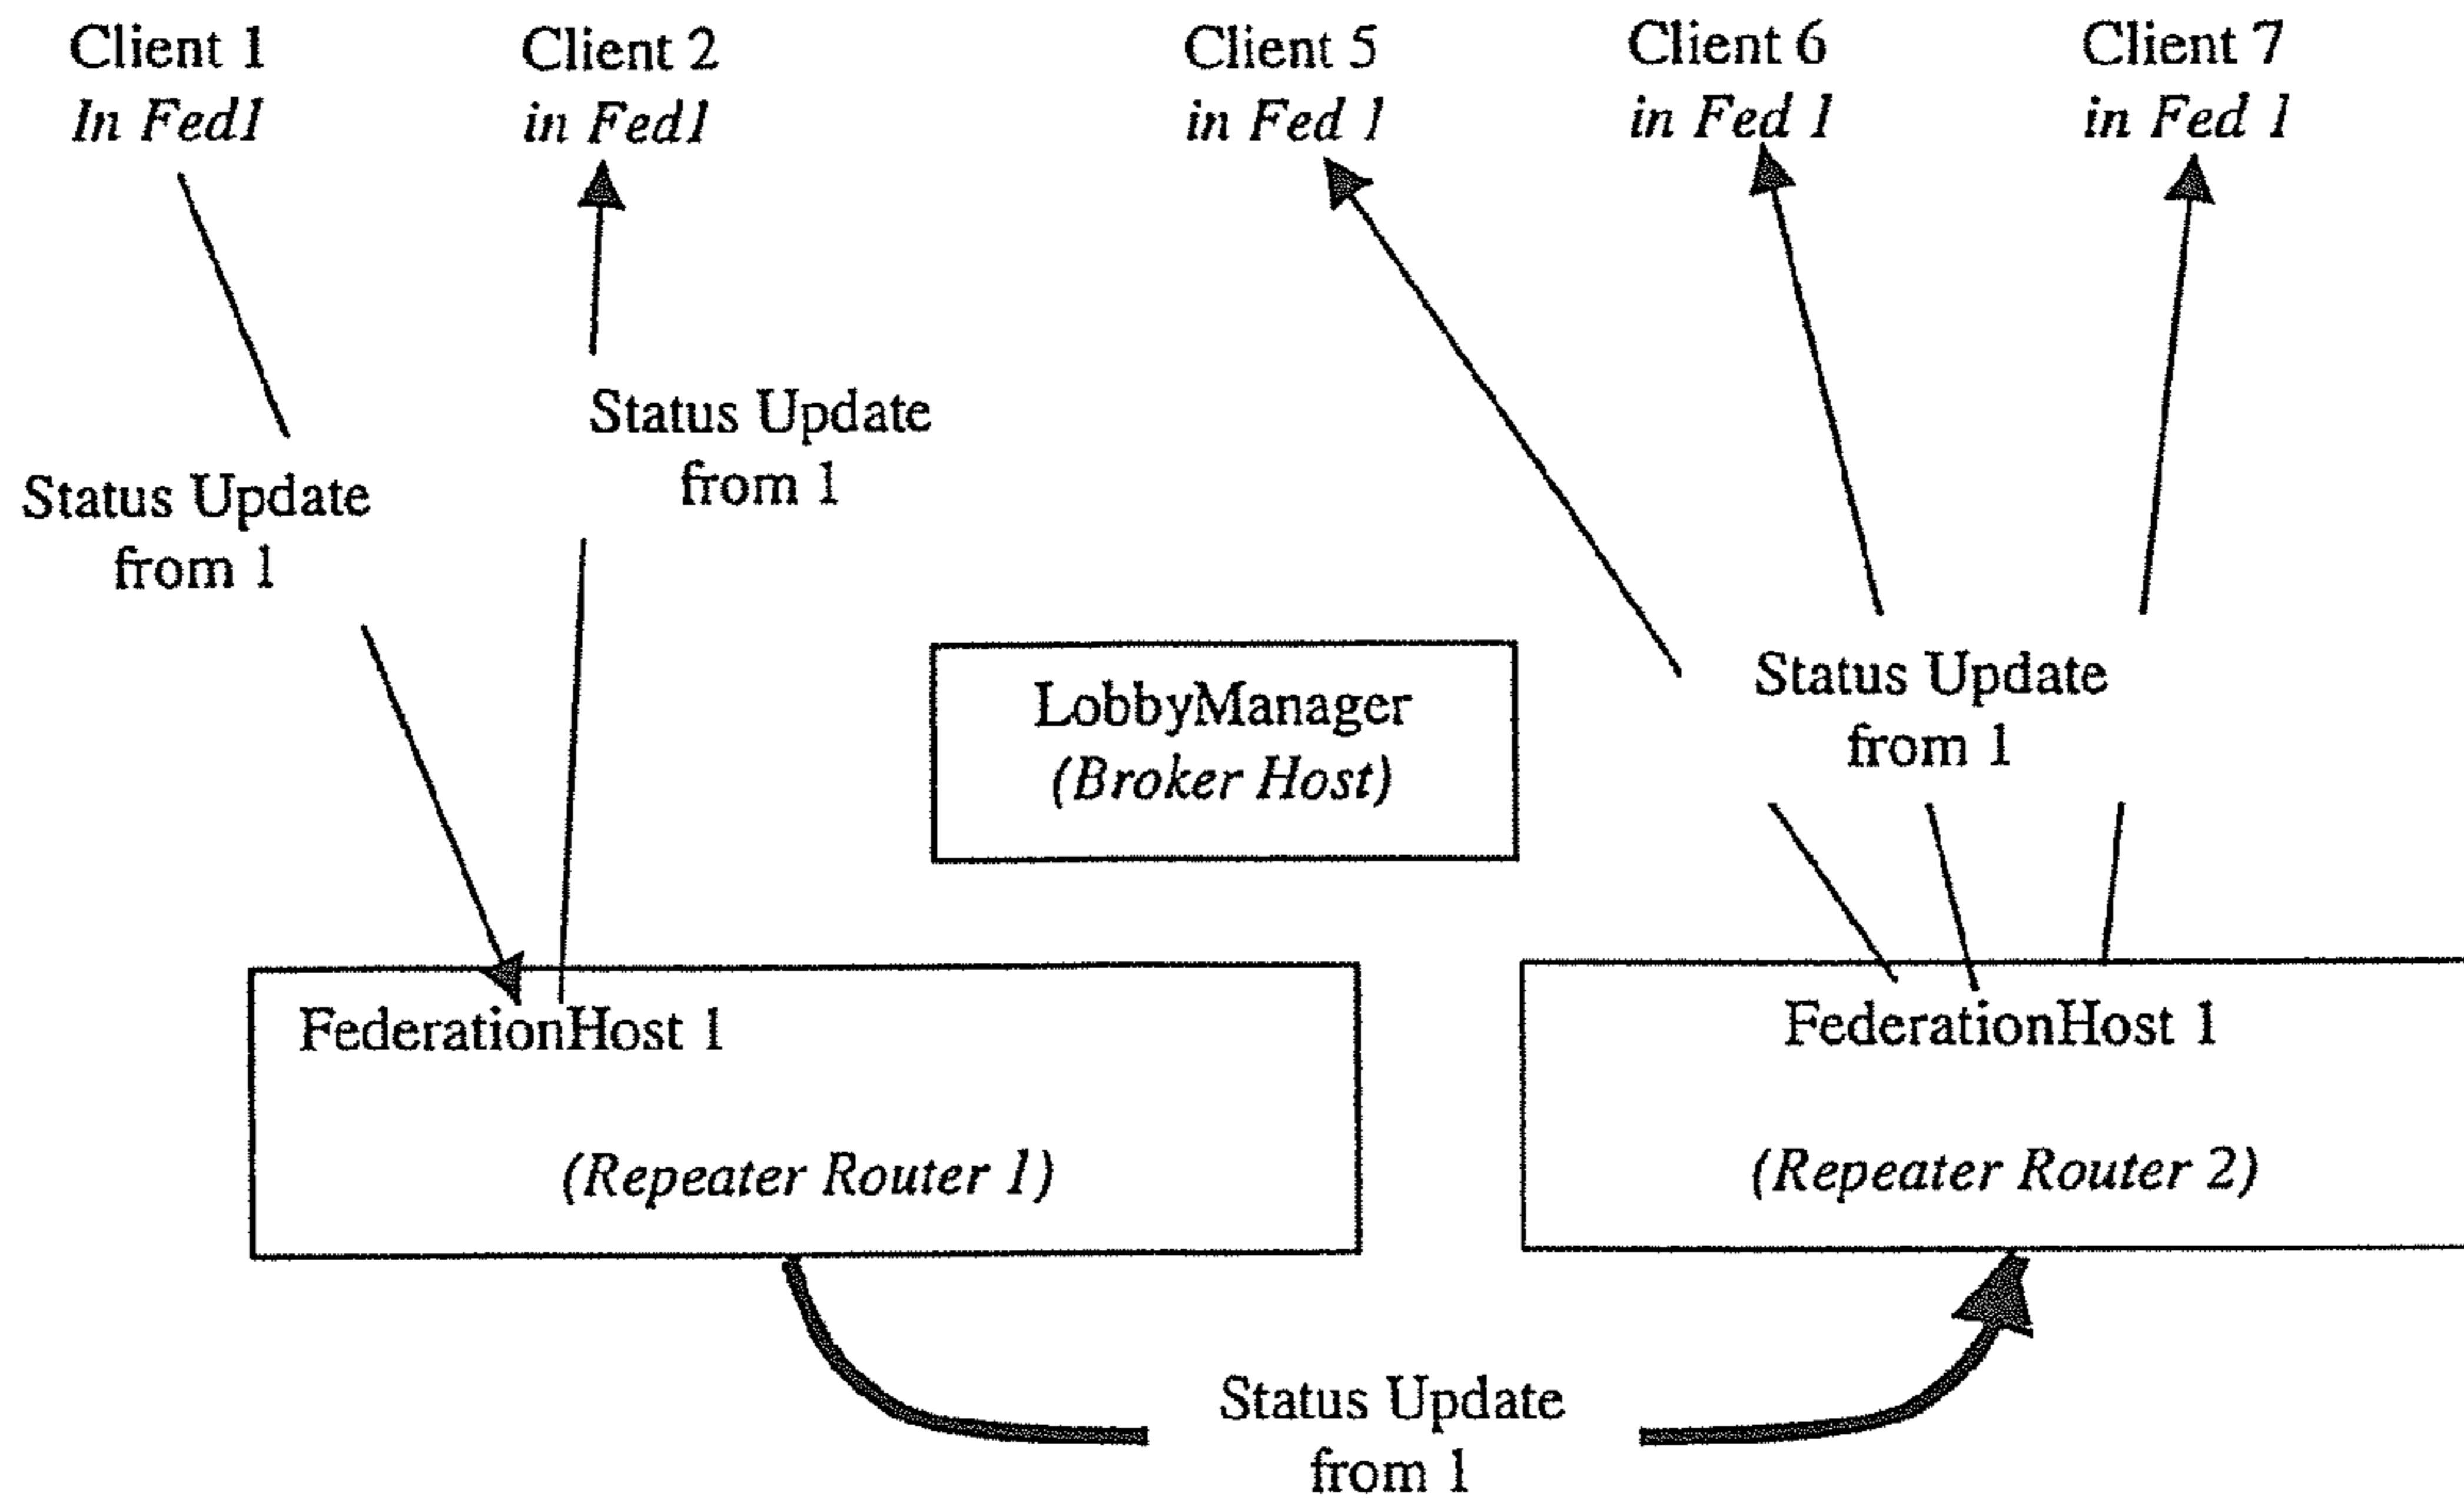 Client 1
In Fed1
Client 2
in Fed1
Client 5
in Fed 1
Client 6
in Fed 1
Client 7
in Fed 1
Status Update
from 1
Status Update
from 1
Status Update
from 1
LobbyManager
(Broker Host)
FederationHost 1
(Repeater Router 1)
FederationHost 1
(Repeater Router 2)
Status Update
from 1